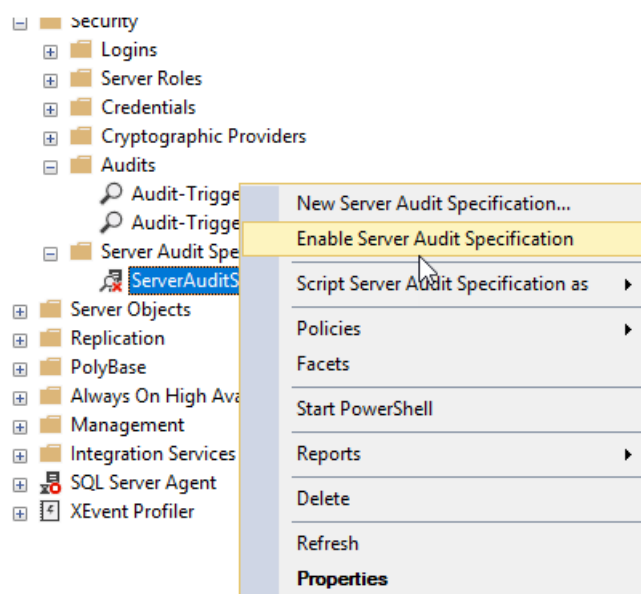 Security
Logins
Server Roles
Credentials
Cryptographic Providers
Audits
Audit-Trigge
Audit-Trigge
Server Audit Spe
ServerAuditS
Server Objects
Replication
PolyBase
Always On High Ava
Management
Integration Services
SQL Server Agent
XEvent Profiler
New Server Audit Specification...
Enable Server Audit Specification
Script Server Audit Specification as
Policies
Facets
Start PowerShell
Reports
Delete
Refresh
Properties